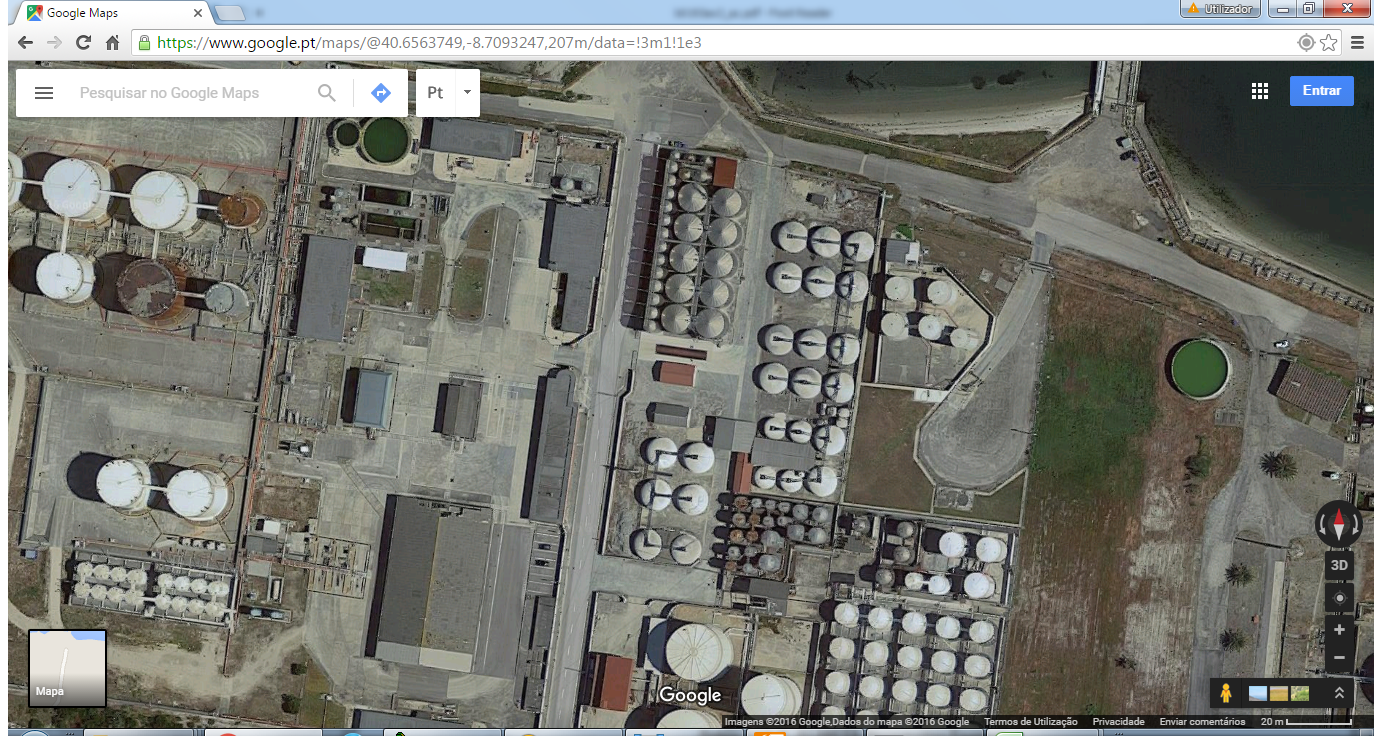 Google Maps
Utilizador
https://www.google.pt/maps/@40.6563749,-8.7093247,207m/data=!3m1!1e3
Pesquisar no Google Maps
Pt
Entrar
3D
Mapa
Google
Imagens ©2016 Google,Dados do mapa ©2016 Google
Termos de Utilização
Privacidade
Enviar comentários
20 m